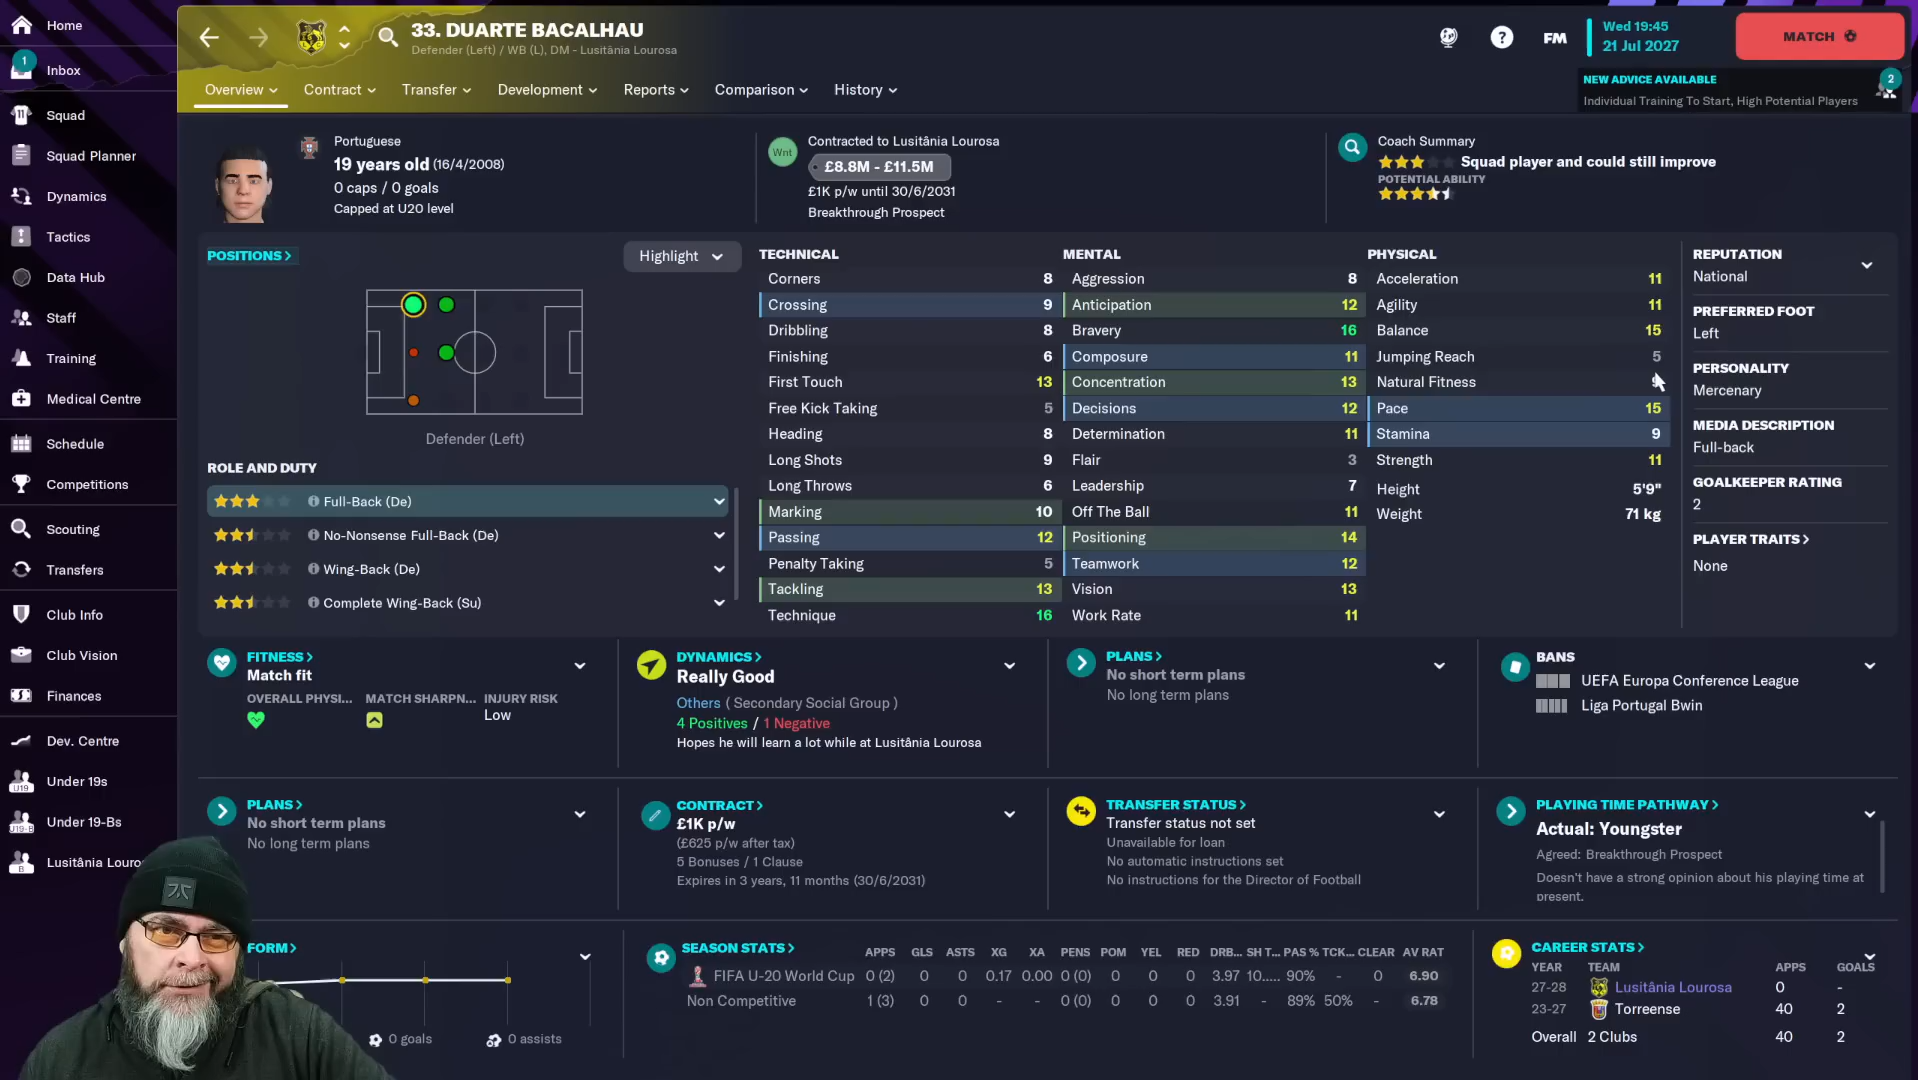 Home
33. DUARTE BACALHAU
Defender (Left) / WB (L), DM - Lusitânia Lourosa
FM
Wed 19:45
21 Jul 2027
MATCH
1
Inbox
Overview
Contract
Transfer
Development
Reports
Comparison
History
NEW ADVICE AVAILABLE
2
Individual Training To Start, High Potential Players
Squad
Squad Planner
Dynamics
Tactics
Data Hub
Staff
Training
Medical Centre
Schedule
Competitions
Scouting
Transfers
Club Info
Club Vision
Finances
Dev. Centre
U19
Under 19s
U19-B
Under 19-Bs
B
Lusitânia Louros
Portuguese
19 years old (16/4/2008)
0 caps / 0 goals
Capped at U20 level
Wnt
Contracted to Lusitânia Lourosa
£8.8M - £11.5M
£1K p/w until 30/6/2031
Breakthrough Prospect
Coach Summary
Squad player and could still improve
POTENTIAL ABILITY
POSITIONS
Highlight
Defender (Left)
ROLE AND DUTY
Full-Back (De)
No-Nonsense Full-Back (De)
Wing-Back (De)
Complete Wing-Back (Su)
TECHNICAL
Corners 8
Crossing 9
Dribbling 8
Finishing 6
First Touch 13
Free Kick Taking 5
Heading 8
Long Shots 9
Long Throws 6
Marking 10
Passing 12
Penalty Taking 5
Tackling 13
Technique 16
MENTAL
Aggression 8
Anticipation 12
Bravery 16
Composure 11
Concentration 13
Decisions 12
Determination 11
Flair 3
Leadership 7
Off The Ball 11
Positioning 14
Teamwork 12
Vision 13
Work Rate 11
PHYSICAL
Acceleration 11
Agility 11
Balance 15
Jumping Reach 5
Natural Fitness
Pace 15
Stamina 9
Strength 11
Height 5'9"
Weight 71 kg
REPUTATION
National
PREFERRED FOOT
Left
PERSONALITY
Mercenary
MEDIA DESCRIPTION
Full-back
GOALKEEPER RATING
2
PLAYER TRAITS
None
FITNESS
Match fit
OVERALL PHYSI... MATCH SHARPN... INJURY RISK
Low
DYNAMICS
Really Good
Others ( Secondary Social Group )
4 Positives / 1 Negative
Hopes he will learn a lot while at Lusitânia Lourosa
PLANS
No short term plans
No long term plans
BANS
UEFA Europa Conference League
Liga Portugal Bwin
PLANS
No short term plans
No long term plans
CONTRACT
£1K p/w
(£625 p/w after tax)
5 Bonuses / 1 Clause
Expires in 3 years, 11 months (30/6/2031)
TRANSFER STATUS
Transfer status not set
Unavailable for loan
No automatic instructions set
No instructions for the Director of Football
PLAYING TIME PATHWAY
Actual: Youngster
Agreed: Breakthrough Prospect
Doesn't have a strong opinion about his playing time at
present.
FORM
0 goals 0 assists
SEASON STATS APPS GLS ASTS XG XA PENS POM YEL RED DRB... SH T... PAS % TCK... CLEAR AV RAT
FIFA U-20 World Cup 0 (2) 0 0 0.17 0.00 0 (0) 0 0 0 3.97 10..... 90% - 0 6.90
Non Competitive 1 (3) 0 0 - - 0 (0) 0 0 0 3.91 - 89% 50% - 6.78
CAREER STATS
YEAR TEAM APPS GOALS
27-28 Lusitânia Lourosa 0 -
23-27 Torreense 40 2
Overall 2 Clubs 40 2